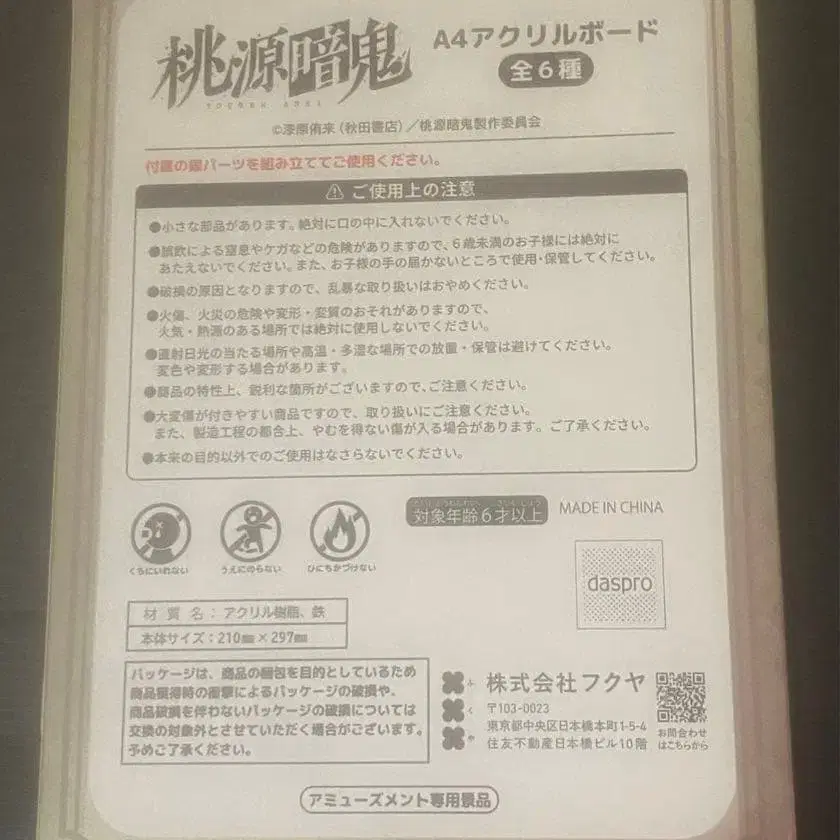 桃源暗鬼
TOUGEN ANKI
A4アクリルボード
全6種
©漆原侑来(秋田書店)/桃源暗鬼製作委員会
付属の銀パーツを組み立ててご使用ください。
⚠ ご使用上の注意
●小さな部品があります。絶対に口の中に入れないでください。
●誤飲による窒息やケガなどの危険がありますので、6歳未満のお子様には絶対に
あたえないでください。また、お子様の手の届かないところで使用・保管してください。
●破損の原因となりますので、乱暴な取り扱いはおやめください。
●火傷、火災の危険や変形・変質のおそれがありますので、
火気・熱源のある場所では絶対に使用しないでください。
●直射日光の当たる場所や高温・多湿な場所での放置・保管は避けてください。
変色や変形する場合があります。
●商品の特性上、鋭利な箇所がございますので、ご注意ください。
●大変傷が付きやすい商品ですので、取り扱いにご注意ください。
また、製造工程の都合上、やむを得ない傷が入る場合があります。ご了承ください。
●本来の目的以外でのご使用はなさらないでください。
くちにいれない
うえにのらない
ひにちかづけない
対象年齢6才以上
MADE IN CHINA
daspro
材質名:アクリル樹脂、鉄
本体サイズ:210㎜×297㎜
パッケージは、商品の梱包を目的としているため
商品獲得時の衝撃によるパッケージの破損や、
商品破損を伴わないパッケージの破損については
交換の対象外とさせていただく場合がございます。
予めご了承ください。
ふくや
株式会社フクヤ
〒103-0023
東京都中央区日本橋本町1-5-4
住友不動産日本橋ビル10階
お問合わせ
はこちらから
アミューズメント専用景品